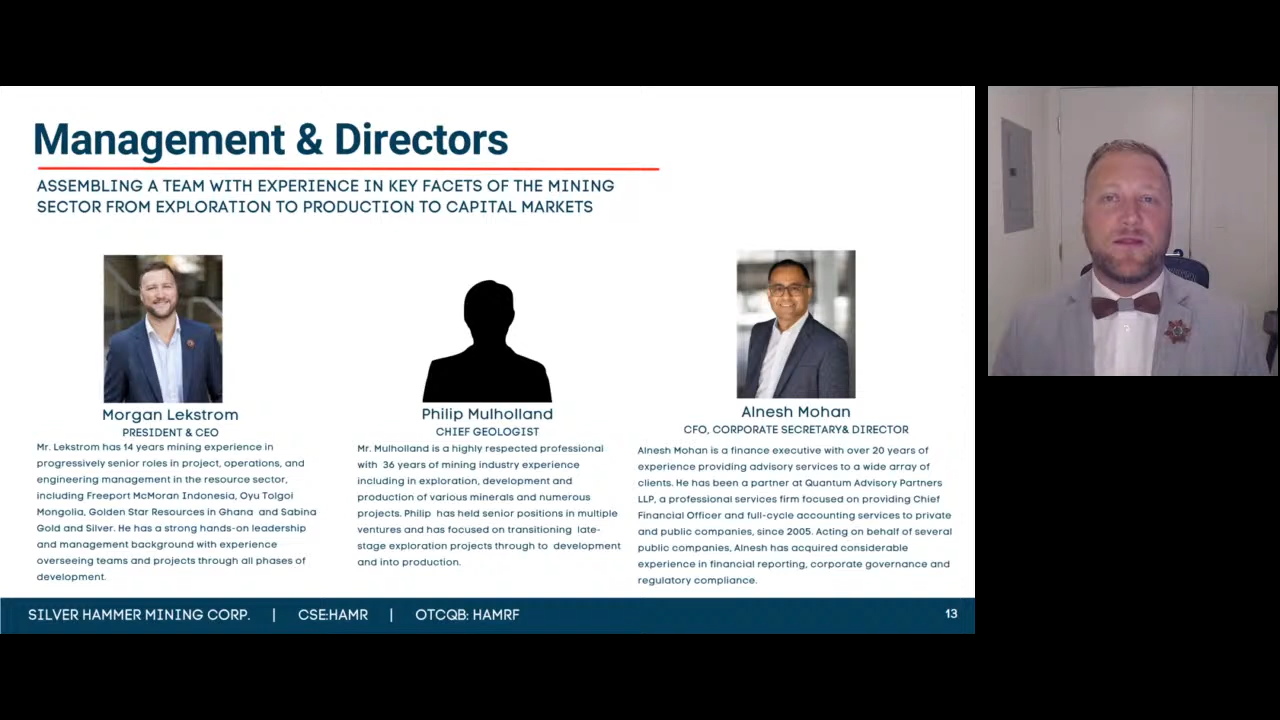 Management & Directors
ASSEMBLING A TEAM WITH EXPERIENCE IN KEY FACETS OF THE MINING
SECTOR FROM EXPLORATION TO PRODUCTION TO CAPITAL MARKETS
Morgan Lekstrom
PRESIDENT & CEO
Mr. Lekstrom has 14 years mining experience in
progressively senior roles in project, operations, and
engineering management in the resource sector,
including Freeport McMoran Indonesia, Oyu Tolgoi
Mongolia, Golden Star Resources in Ghana and Sabina
Gold and Silver. He has a strong hands-on leadership
and management background with experience
overseeing teams and projects through all phases of
development.
Philip Mulholland
CHIEF GEOLOGIST
Mr. Mulholland is a highly respected professional
with 36 years of mining industry experience
including in exploration, development and
production of various minerals and numerous
projects. Philip has held senior positions in multiple
ventures and has focused on transitioning late-
stage exploration projects through to development
and into production.
Alnesh Mohan
CFO, CORPORATE SECRETARY& DIRECTOR
Alnesh Mohan is a finance executive with over 20 years of
experience providing advisory services to a wide array of
clients. He has been a partner at Quantum Advisory Partners
LLP, a professional services firm focused on providing Chief
Financial Officer and full-cycle accounting services to private
and public companies, since 2005. Acting on behalf of several
public companies, Alnesh has acquired considerable
experience in financial reporting, corporate governance and
regulatory compliance.
SILVER HAMMER MINING CORP. | CSE:HAMR | OTCQB: HAMRF 13